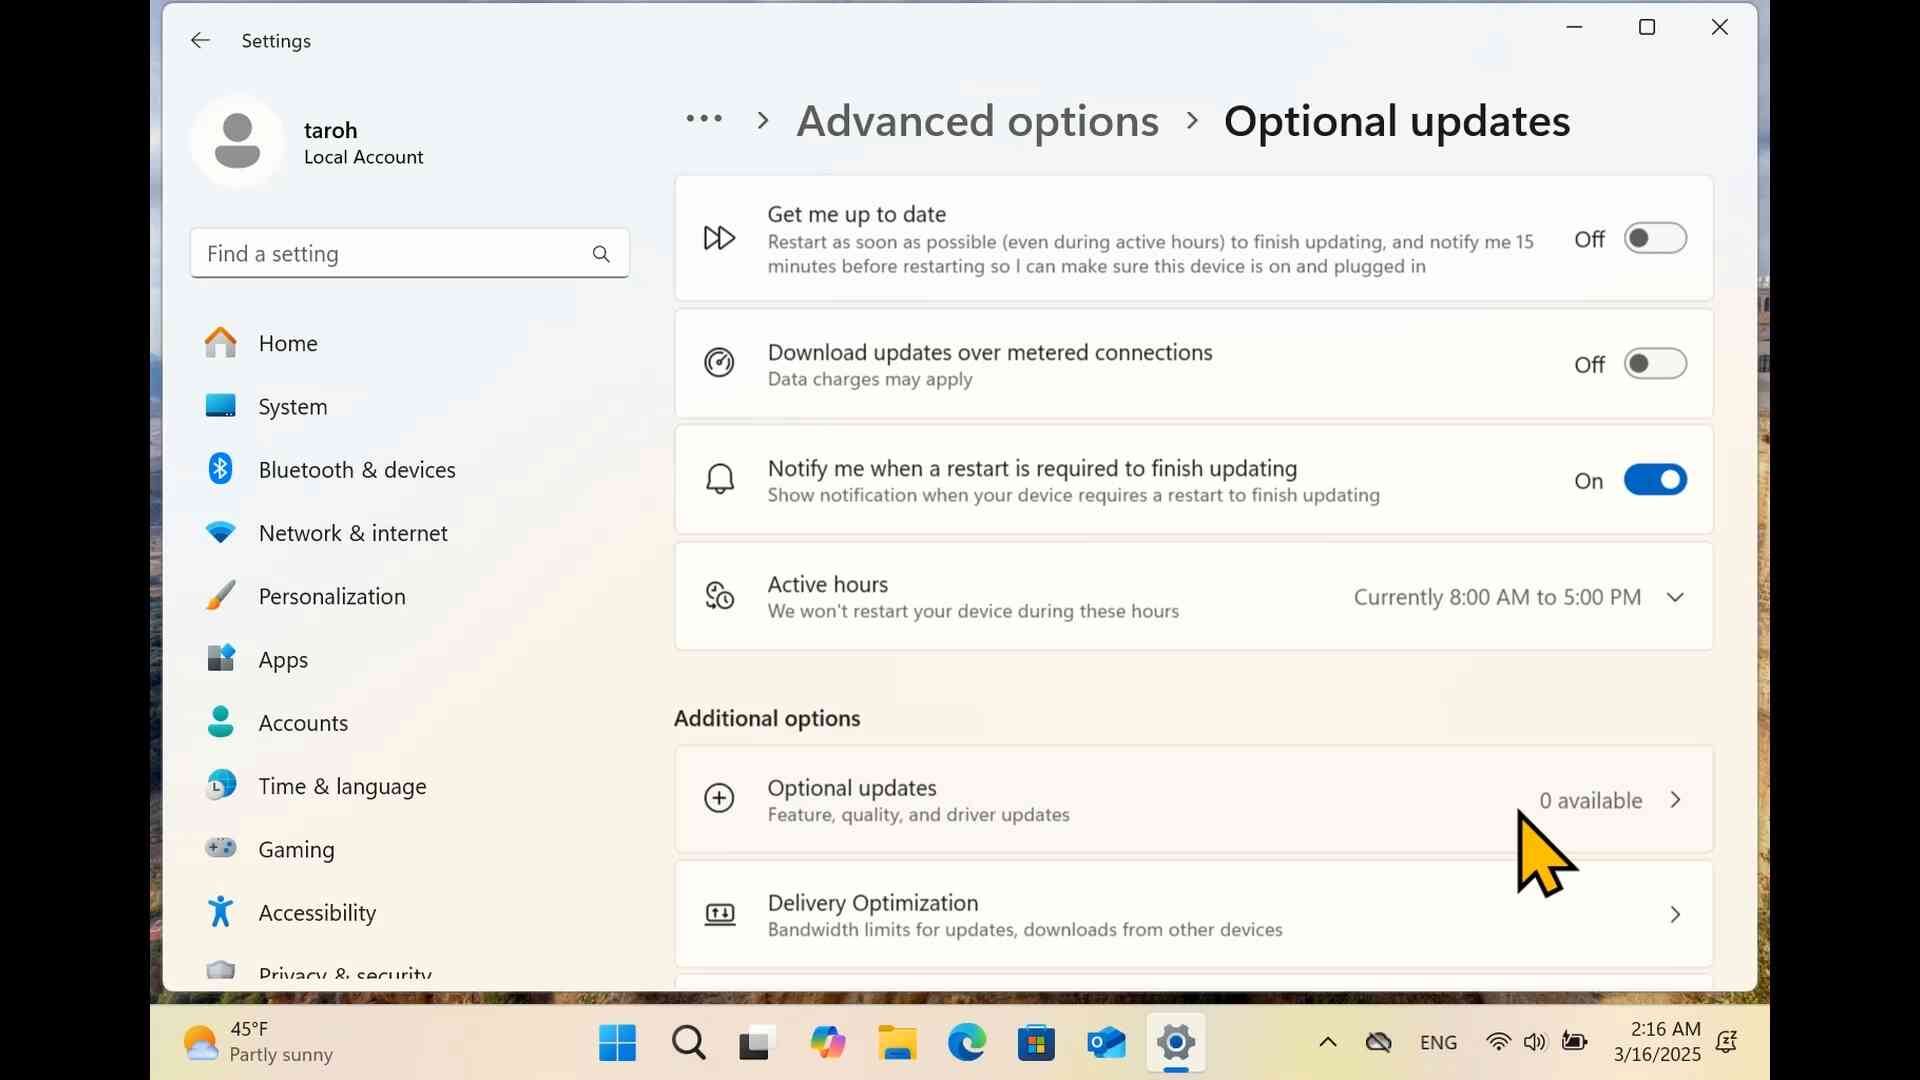 Settings
taroh
Local Account
Find a setting
Home
System
Bluetooth & devices
Network & internet
Personalization
Apps
Accounts
Time & language
Gaming
Accessibility
Privacy & security
... > Advanced options > Optional updates
Get me up to date
Restart as soon as possible (even during active hours) to finish updating, and notify me 15
minutes before restarting so I can make sure this device is on and plugged in
Off
Download updates over metered connections
Data charges may apply
Off
Notify me when a restart is required to finish updating
Show notification when your device requires a restart to finish updating
On
Active hours
We won't restart your device during these hours
Currently 8:00 AM to 5:00 PM
Additional options
Optional updates
Feature, quality, and driver updates
0 available
Delivery Optimization
Bandwidth limits for updates, downloads from other devices
45°F
Partly sunny
ENG
2:16 AM
3/16/2025